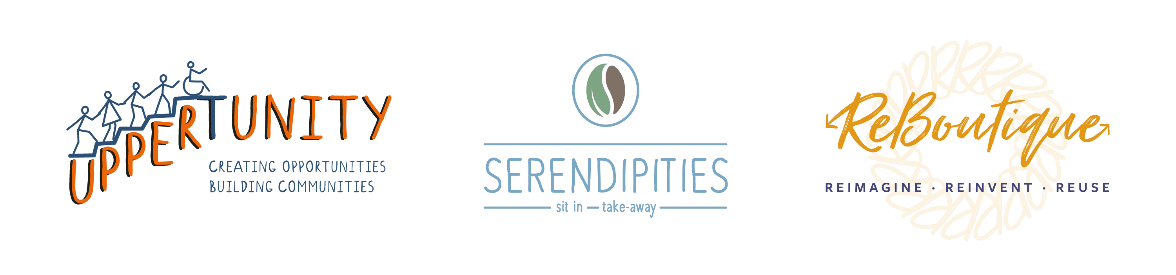 UPPERTUNITY
CREATING OPPORTUNITIES
BUILDING COMMUNITIES
SERENDIPITIES
sit in — take-away
ReBoutique
REIMAGINE · REINVENT · REUSE